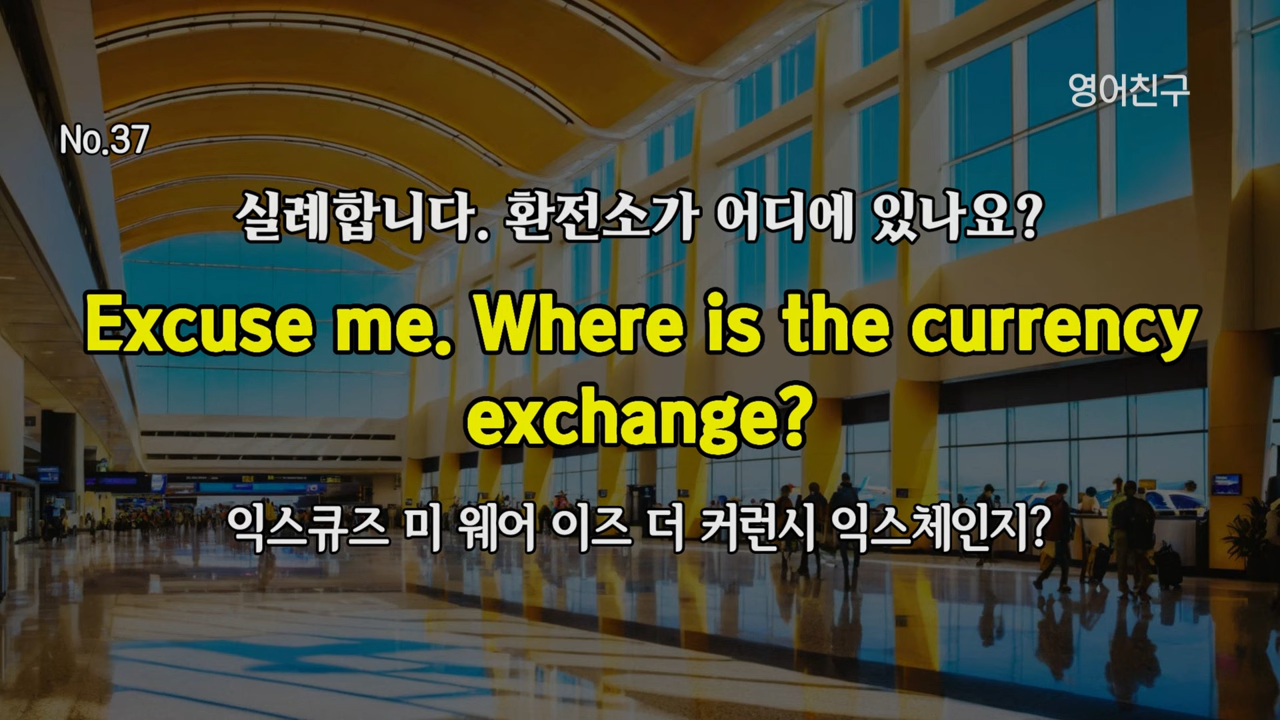 영어친구
No.37
실례합니다. 환전소가 어디에 있나요?
Excuse me. Where is the currency
exchange?
익스큐즈 미 웨어 이즈 더 커런시 익스체인지?